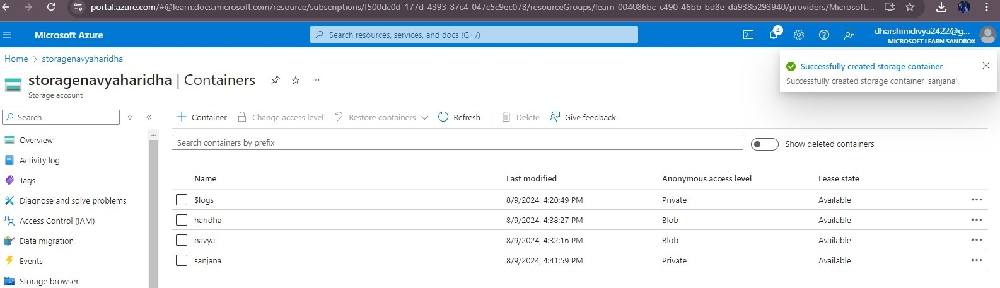 portal.azure.com/#@learn.docs.microsoft.com/resource/subscriptions/f500dc0d-177d-4393-87c4-047c5c9ec078/resourceGroups/learn-004086bc-c490-46bb-bd8e-da938b293940/providers/Microsoft....
Microsoft Azure
Search resources, services, and docs (G+/)
4
dharshinidivya2422@g...
MICROSOFT LEARN SANDBOX
Home > storagenavyaharidha
Successfully created storage container
Successfully created storage container 'sanjana'.
storagenavyaharidha | Containers
Storage account
Search
Container Change access level Restore containers Refresh Delete Give feedback
Overview
Search containers by prefix
Show deleted containers
Activity log
Tags
Name Last modified Anonymous access level Lease state
Diagnose and solve problems
$logs 8/9/2024, 4:20:49 PM Private Available
Access Control (IAM)
haridha 8/9/2024, 4:38:27 PM Blob Available
Data migration
navya 8/9/2024, 4:32:16 PM Blob Available
Events
sanjana 8/9/2024, 4:41:59 PM Private Available
Storage browser